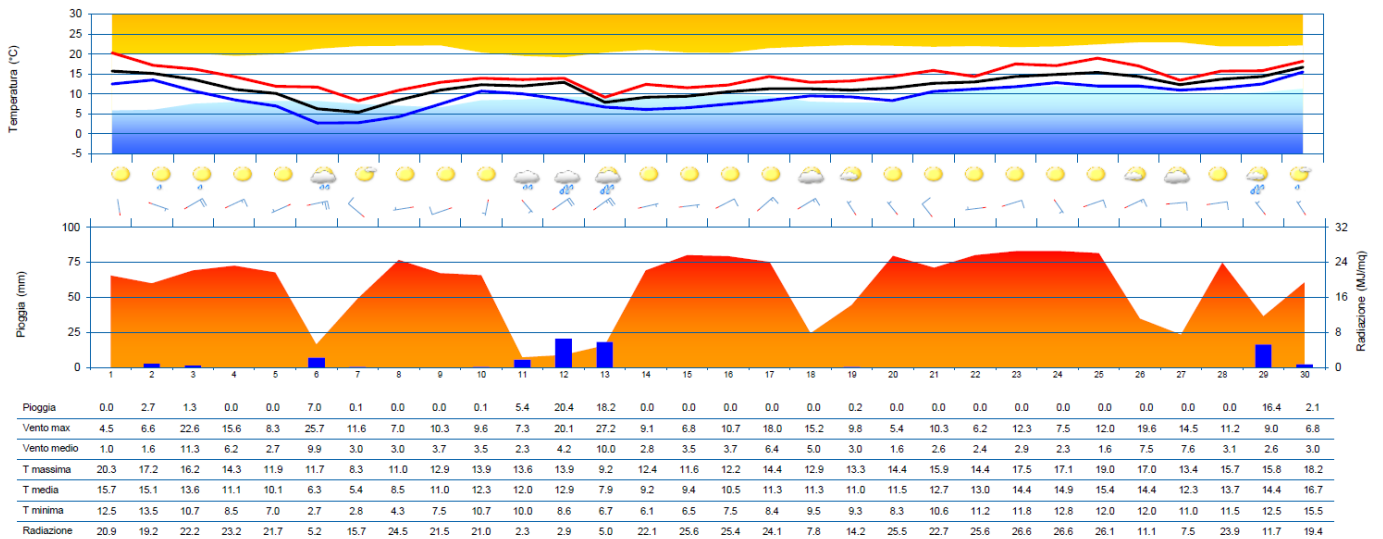 30
25
20
15
10
5
0
-5
Temperatura (°C)
100 32
75 24
50 16
25 8
0 0
Pioggia (mm)
Radiazione (MJ/mq)
1 2 3 4 5 6 7 8 9 10 11 12 13 14 15 16 17 18 19 20 21 22 23 24 25 26 27 28 29 30
Pioggia 0.0 2.7 1.3 0.0 0.0 7.0 0.1 0.0 0.0 0.1 5.4 20.4 18.2 0.0 0.0 0.0 0.0 0.0 0.2 0.0 0.0 0.0 0.0 0.0 0.0 0.0 0.0 0.0 16.4 2.1
Vento max 4.5 6.6 22.6 15.6 8.3 25.7 11.6 7.0 10.3 9.6 7.3 20.1 27.2 9.1 6.8 10.7 18.0 15.2 9.8 5.4 10.3 6.2 12.3 7.5 12.0 19.6 14.5 11.2 9.0 6.8
Vento medio 1.0 1.6 11.3 6.2 2.7 9.9 3.0 3.0 3.7 3.5 2.3 4.2 10.0 2.8 3.5 3.7 6.4 5.0 3.0 1.6 2.6 2.4 2.9 2.3 1.6 7.5 7.6 3.1 2.6 3.0
T massima 20.3 17.2 16.2 14.3 11.9 11.7 8.3 11.0 12.9 13.9 13.6 13.9 9.2 12.4 11.6 12.2 14.4 12.9 13.3 14.4 15.9 14.4 17.5 17.1 19.0 17.0 13.4 15.7 15.8 18.2
T media 15.7 15.1 13.6 11.1 10.1 6.3 5.4 8.5 11.0 12.3 12.0 12.9 7.9 9.2 9.4 10.5 11.3 11.3 11.0 11.5 12.7 13.0 14.4 14.9 15.4 14.4 12.3 13.7 14.4 16.7
T minima 12.5 13.5 10.7 8.5 7.0 2.7 2.8 4.3 7.5 10.7 10.0 8.6 6.7 6.1 6.5 7.5 8.4 9.5 9.3 8.3 10.6 11.2 11.8 12.8 12.0 12.0 11.0 11.5 12.5 15.5
Radiazione 20.9 19.2 22.2 23.2 21.7 5.2 15.7 24.5 21.5 21.0 2.3 2.9 5.0 22.1 25.6 25.4 24.1 7.8 14.2 25.5 22.7 25.6 26.6 26.6 26.1 11.1 7.5 23.9 11.7 19.4